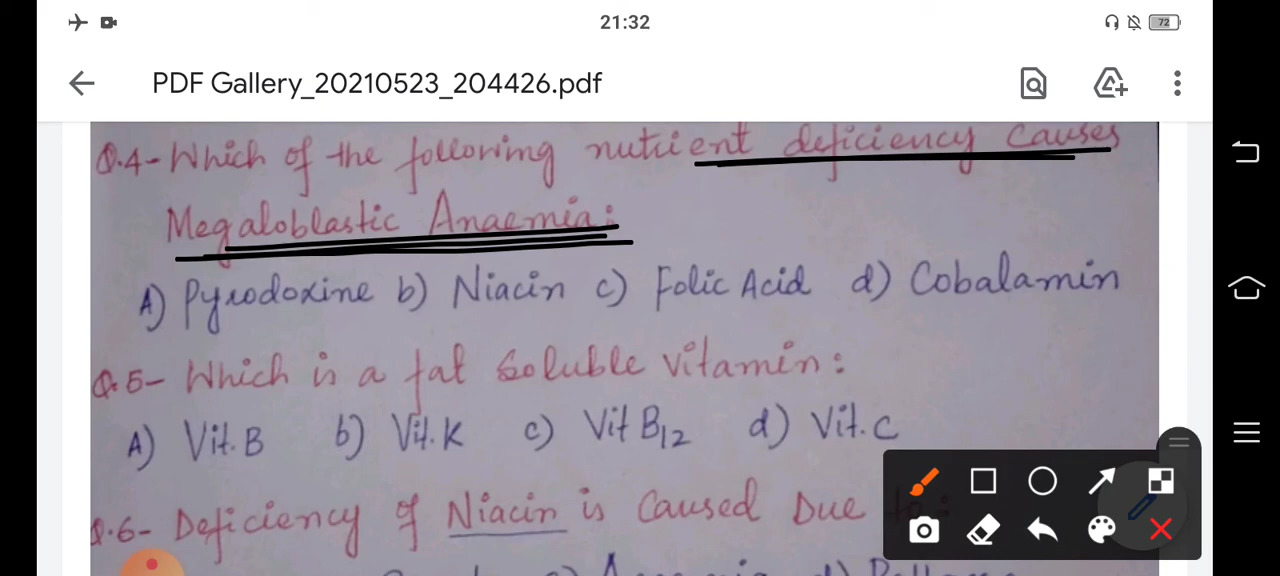 21:32
72
PDF Gallery_20210523_204426.pdf
Q.4- Which of the following nutrient deficiency causes
Megaloblastic Anaemia:
A) Pyrodoxine b) Niacin c) Folic Acid d) Cobalamin
Q.5- Which is a fat soluble vitamin:
A) Vit. B b) Vit. K c) Vit B12 d) Vit. C
Q.6- Deficiency of Niacin is Caused Due